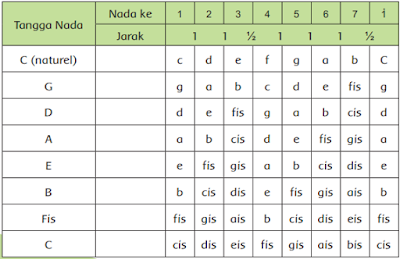 Tangga Nada Nada ke 1 2 3 4 5 6 7 i
Jarak 1 1 ½ 1 1 1 ½
C (naturel) c d e f g a b C
G g a b c d e fis g
D d e fis g a b cis d
A a b cis d e fis gis a
E e fis gis a b cis dis e
B b cis dis e fis gis ais b
Fis fis gis ais b cis dis eis fis
C cis dis eis fis gis ais bis cis